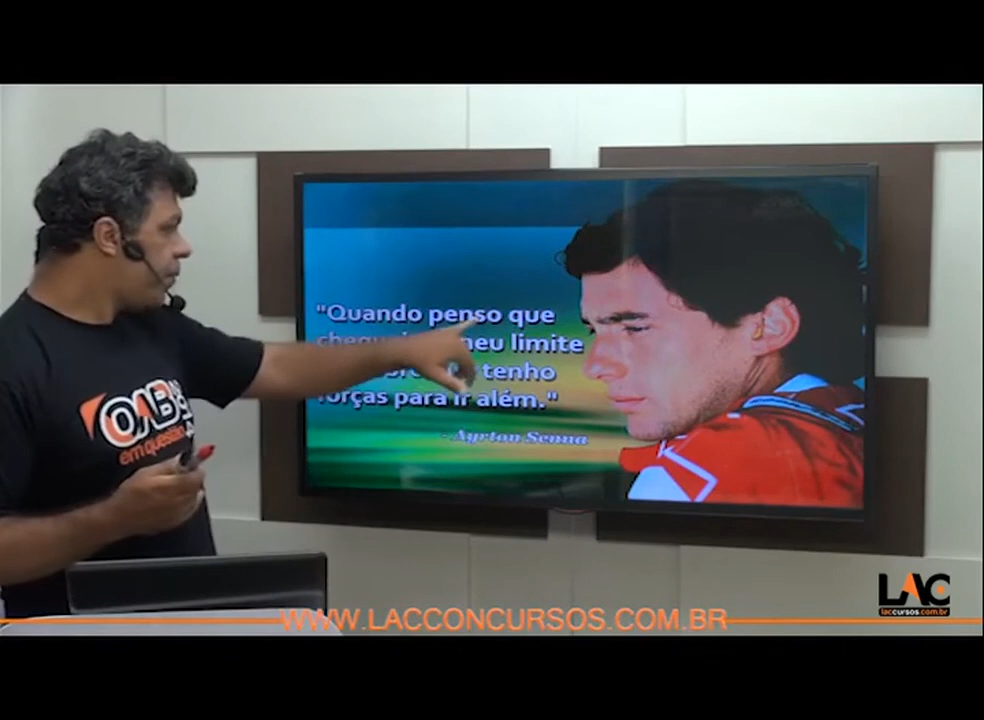 "Quando penso que
meu limite
tenho
forças para ir além."
- Ayrton Senna
OAB
em questão
LAC
laccursos.com.br
WWW.LACCONCURSOS.COM.BR